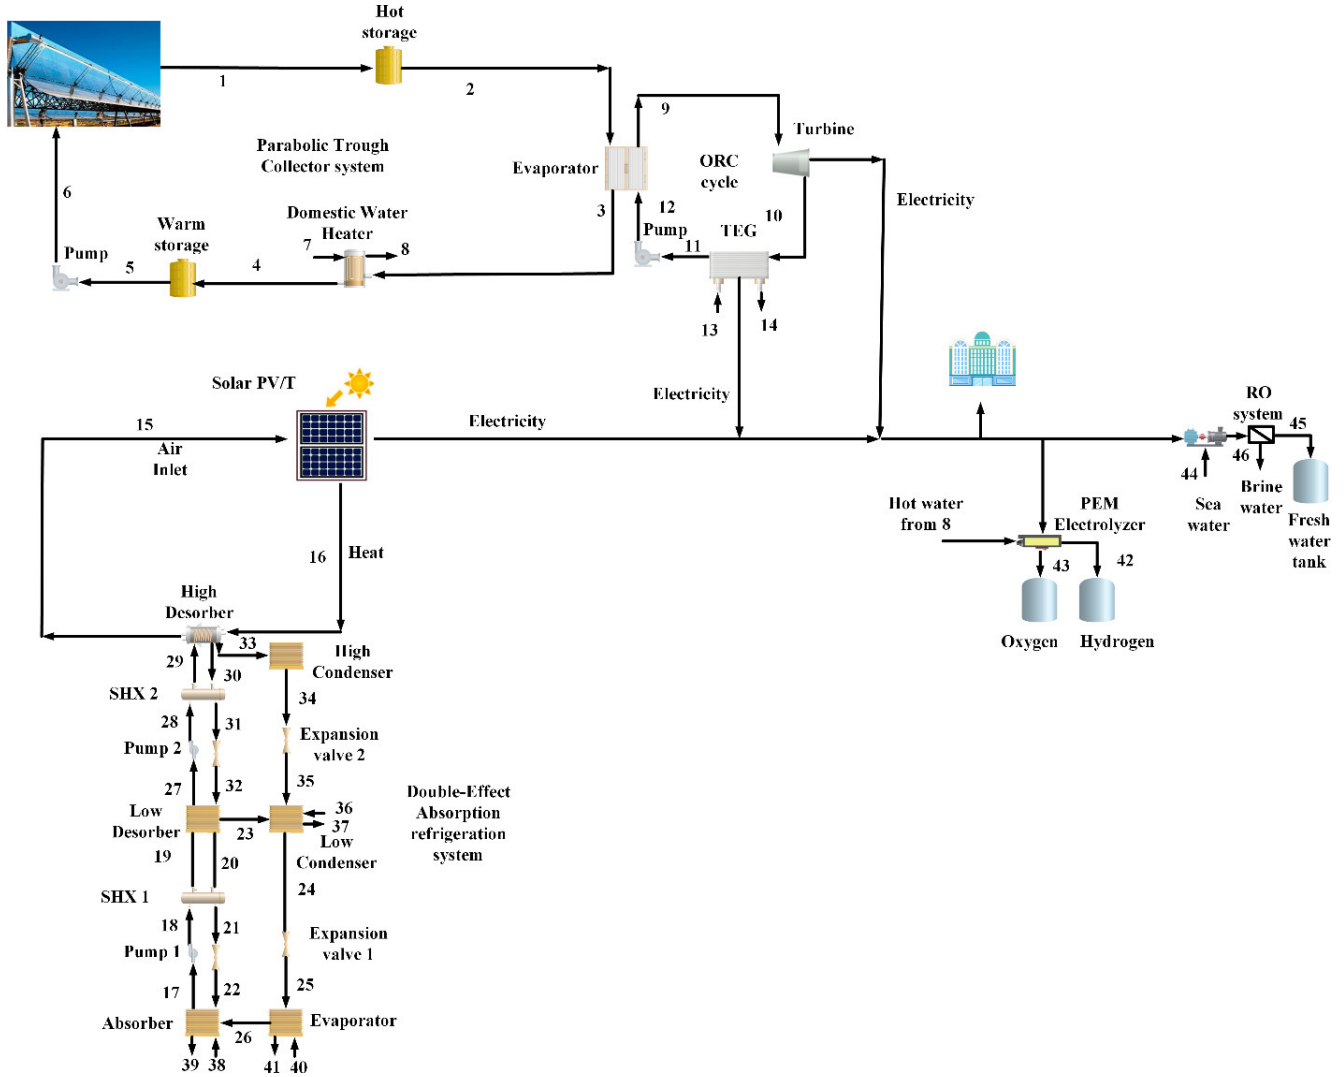 Hot
storage
1
2
9
Turbine
Parabolic Trough
Collector system
Evaporator
ORC
cycle
Electricity
6
3
12
10
Warm
storage
Domestic Water
Heater
7
8
Pump
TEG
11
Pump
5
4
13
14
Solar PV/T
Electricity
Electricity
15
Air
Inlet
RO
system
45
44
46
Sea
water
Brine
water
Fresh
water
tank
Hot water
from 8
PEM
Electrolyzer
43
42
Oxygen
Hydrogen
16
Heat
High
Desorber
33
High
Condenser
29
30
SHX 2
34
28
31
Pump 2
Expansion
valve 2
27
32
35
Double-Effect
Absorption
refrigeration
system
Low
Desorber
23
36
37
Low
Condenser
19
20
24
SHX 1
18
21
Pump 1
Expansion
valve 1
17
22
25
Absorber
26
Evaporator
39
38
41
40